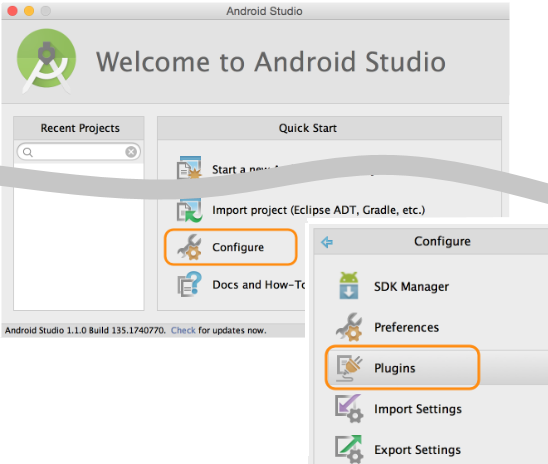 Android Studio
Welcome to Android Studio
Recent Projects
Quick Start
Start a new
Import project (Eclipse ADT, Gradle, etc.)
Configure
Docs and How-To
Android Studio 1.1.0 Build 135.1740770. Check for updates now.
Configure
SDK Manager
Preferences
Plugins
Import Settings
Export Settings